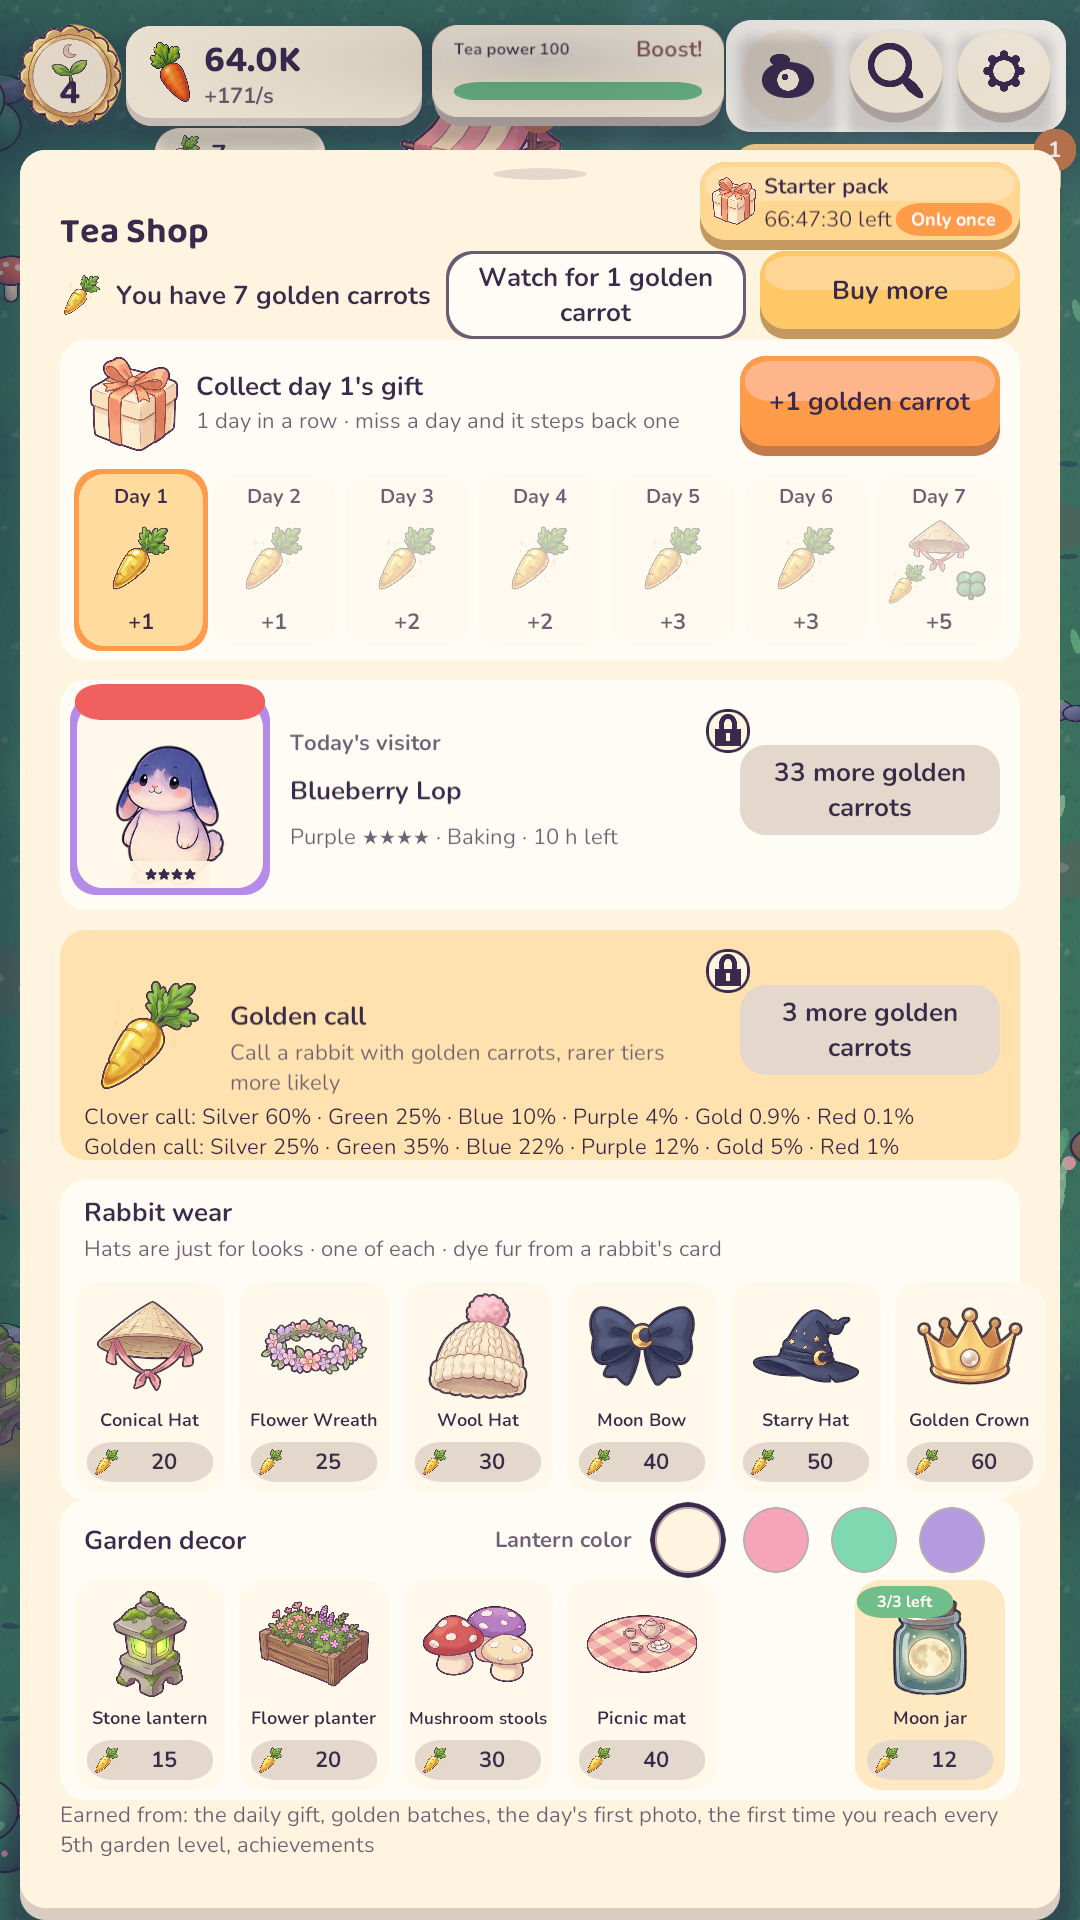 4
64.0K
+171/s
Tea power 100
Boost!
1
Starter pack
66:47:30 left
Only once
Tea Shop
You have 7 golden carrots
Watch for 1 golden
carrot
Buy more
Collect day 1's gift
1 day in a row · miss a day and it steps back one
+1 golden carrot
Day 1
Day 2
Day 3
Day 4
Day 5
Day 6
Day 7
+1
+1
+2
+2
+3
+3
+5
Today's visitor
Blueberry Lop
Purple ★★★★ · Baking · 10 h left
★★★★
33 more golden
carrots
Golden call
Call a rabbit with golden carrots, rarer tiers
more likely
3 more golden
carrots
Clover call: Silver 60% · Green 25% · Blue 10% · Purple 4% · Gold 0.9% · Red 0.1%
Golden call: Silver 25% · Green 35% · Blue 22% · Purple 12% · Gold 5% · Red 1%
Rabbit wear
Hats are just for looks · one of each · dye fur from a rabbit's card
Conical Hat
Flower Wreath
Wool Hat
Moon Bow
Starry Hat
Golden Crown
20
25
30
40
50
60
Garden decor
Lantern color
3/3 left
Stone lantern
Flower planter
Mushroom stools
Picnic mat
Moon jar
15
20
30
40
12
Earned from: the daily gift, golden batches, the day's first photo, the first time you reach every
5th garden level, achievements